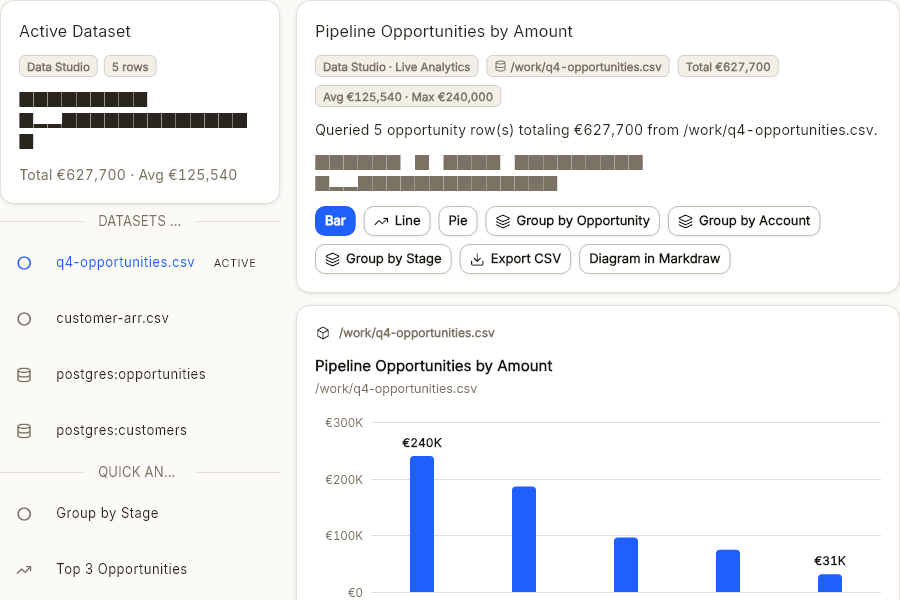 Active Dataset
Data Studio
5 rows
Total €627,700 · Avg €125,540
DATASETS ...
q4-opportunities.csv
ACTIVE
customer-arr.csv
postgres:opportunities
postgres:customers
QUICK AN...
Group by Stage
Top 3 Opportunities
Pipeline Opportunities by Amount
Data Studio · Live Analytics
/work/q4-opportunities.csv
Total €627,700
Avg €125,540 · Max €240,000
Queried 5 opportunity row(s) totaling €627,700 from /work/q4-opportunities.csv.
Bar
Line
Pie
Group by Opportunity
Group by Account
Group by Stage
Export CSV
Diagram in Markdraw
/work/q4-opportunities.csv
Pipeline Opportunities by Amount
/work/q4-opportunities.csv
€300K
€240K
€200K
€100K
€31K
€0